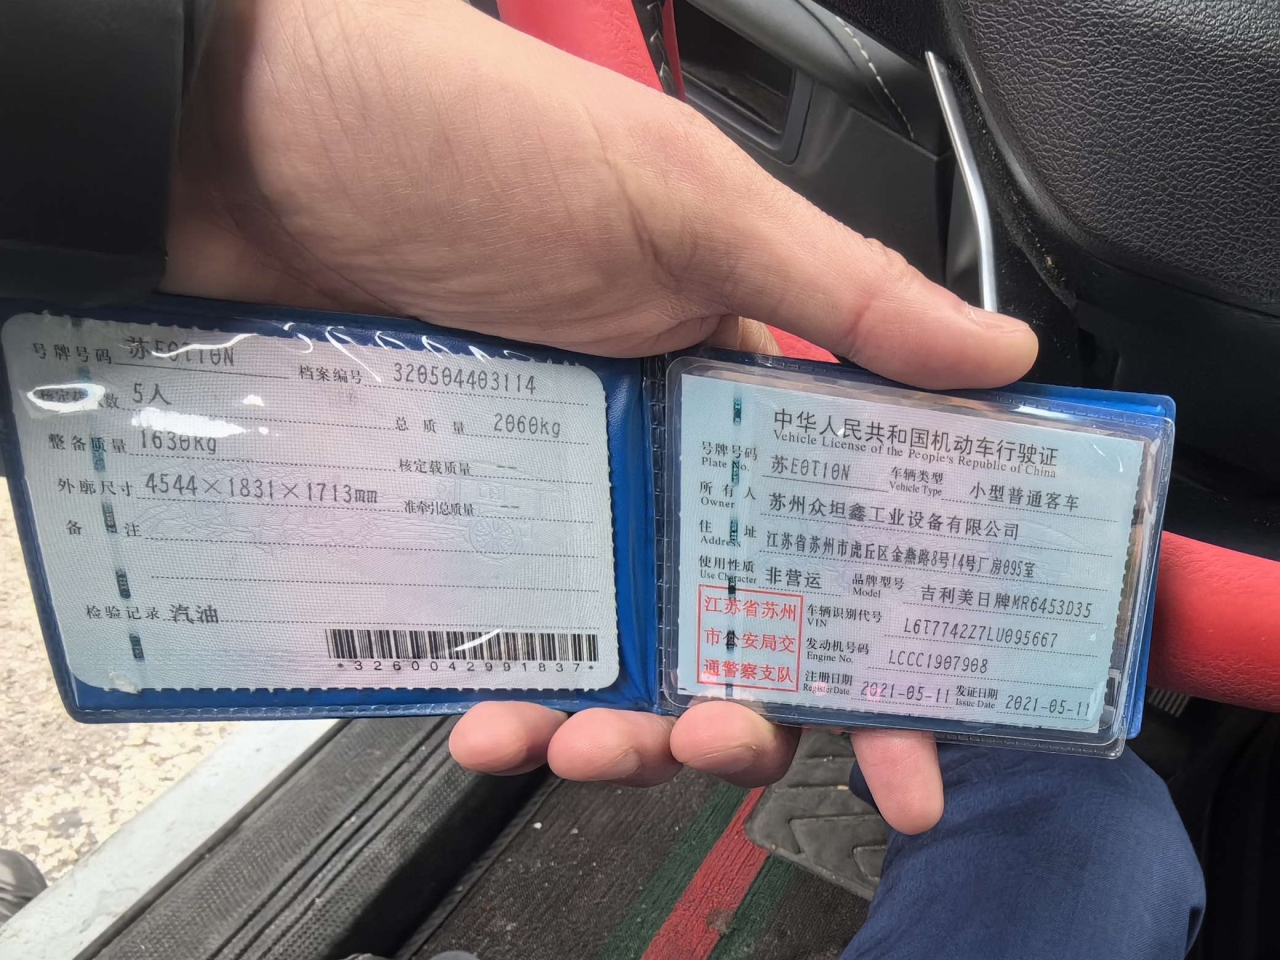 号牌号码 苏E0T10N 档案编号 320504403114
核定载人数 5人 总质量 2060kg
整备质量 1630kg 核定载质量 --
外廓尺寸 4544×1831×1713mm 准牵引总质量 --
备注
检验记录 汽油
*3260042991837*
中华人民共和国机动车行驶证
Vehicle License of the People's Republic of China
号牌号码 苏E0T10N 车辆类型 小型普通客车
Plate No. Vehicle Type
所有人 苏州众坦鑫工业设备有限公司
Owner
住址 江苏省苏州市虎丘区金燕路8号14号厂房095室
Address
使用性质 非营运 品牌型号 吉利美日牌MR6453D35
Use Character Model
江苏省苏州
市公安局交
通警察支队
车辆识别代号 L6T7742Z7LU095667
VIN
发动机号码 LCCC1907908
Engine No.
注册日期 2021-05-11 发证日期 2021-05-11
Register Date Issue Date